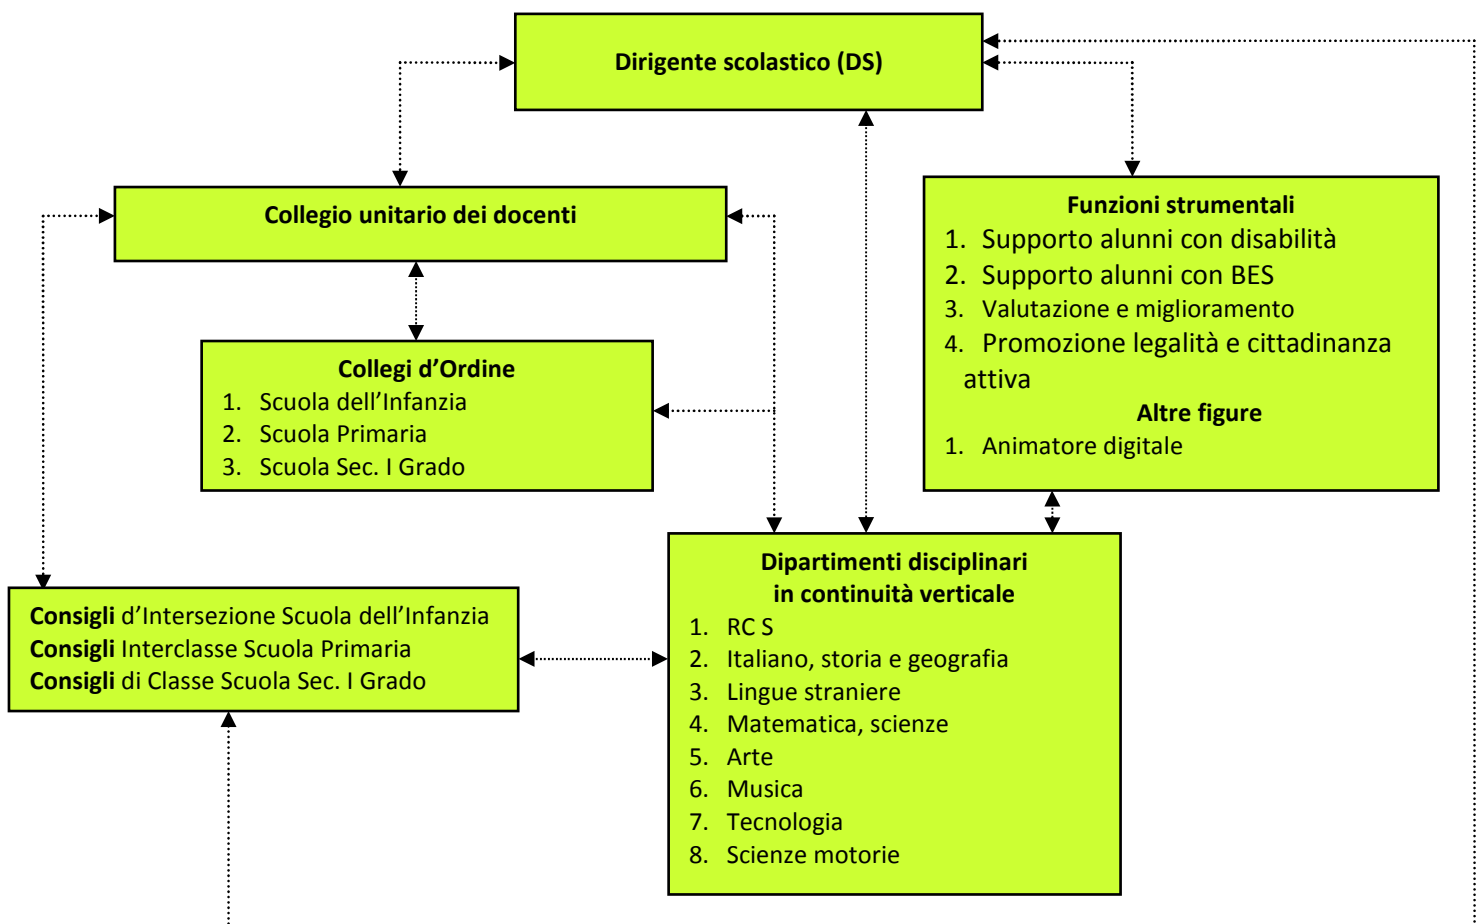 Dirigente scolastico (DS)
Collegio unitario dei docenti
Funzioni strumentali
1. Supporto alunni con disabilità
2. Supporto alunni con BES
3. Valutazione e miglioramento
4. Promozione legalità e cittadinanza
attiva
Altre figure
1. Animatore digitale
Collegi d’Ordine
1. Scuola dell’Infanzia
2. Scuola Primaria
3. Scuola Sec. I Grado
Consigli d’Intersezione Scuola dell’Infanzia
Consigli Interclasse Scuola Primaria
Consigli di Classe Scuola Sec. I Grado
Dipartimenti disciplinari
in continuità verticale
1. RC S
2. Italiano, storia e geografia
3. Lingue straniere
4. Matematica, scienze
5. Arte
6. Musica
7. Tecnologia
8. Scienze motorie